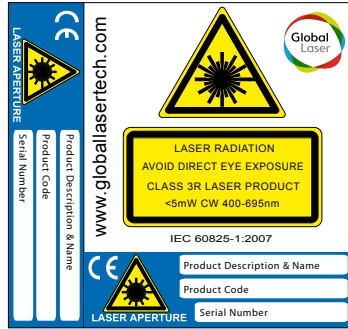 CE
LASER APERTURE
Product Description & Name
Product Code
Serial Number
www.globallasertech.com
Global
Laser
LASER RADIATION
AVOID DIRECT EYE EXPOSURE
CLASS 3R LASER PRODUCT
<5mW CW 400-695nm
IEC 60825-1:2007
CE
LASER APERTURE
Product Description & Name
Product Code
Serial Number